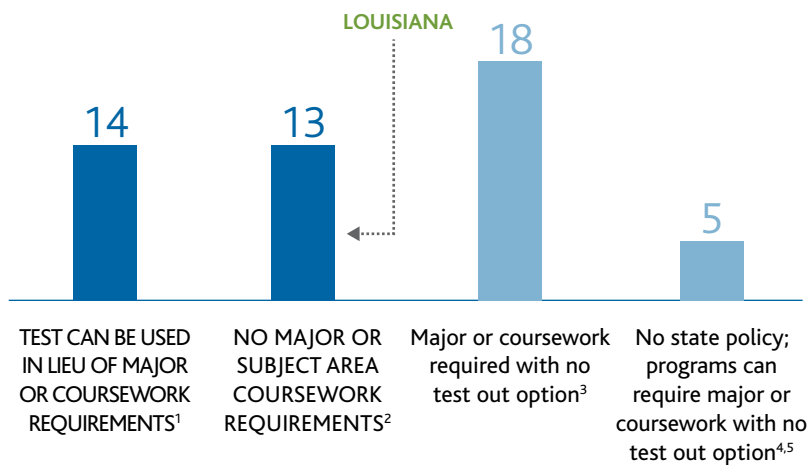 LOUISIANA
14
13
18
5
TEST CAN BE USED
IN LIEU OF MAJOR
OR COURSEWORK
REQUIREMENTS¹
NO MAJOR OR
SUBJECT AREA
COURSEWORK
REQUIREMENTS²
Major or coursework
required with no
test out option³
No state policy;
programs can
require major or
coursework with no
test out option⁴,⁵